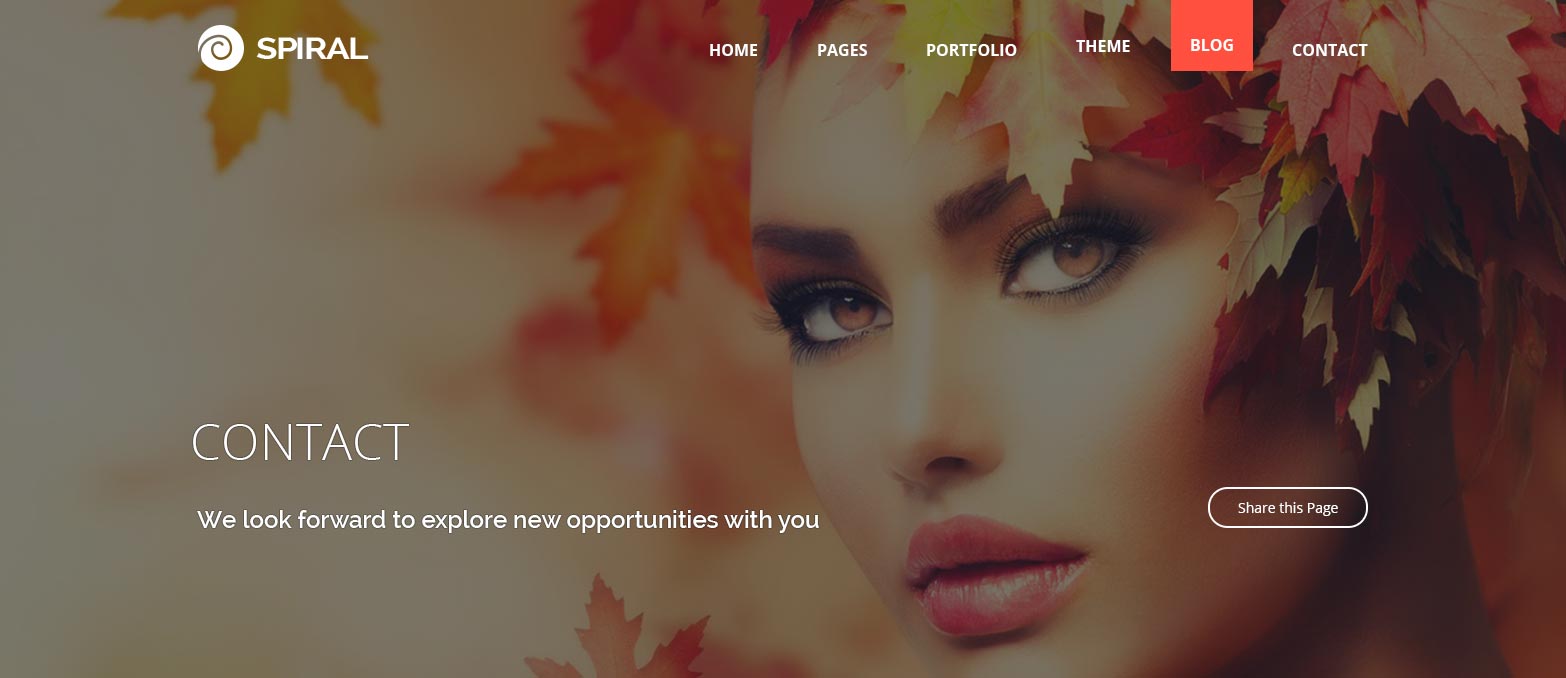 SPIRAL
HOME PAGES PORTFOLIO THEME BLOG CONTACT
CONTACT
We look forward to explore new opportunities with you
Share this Page